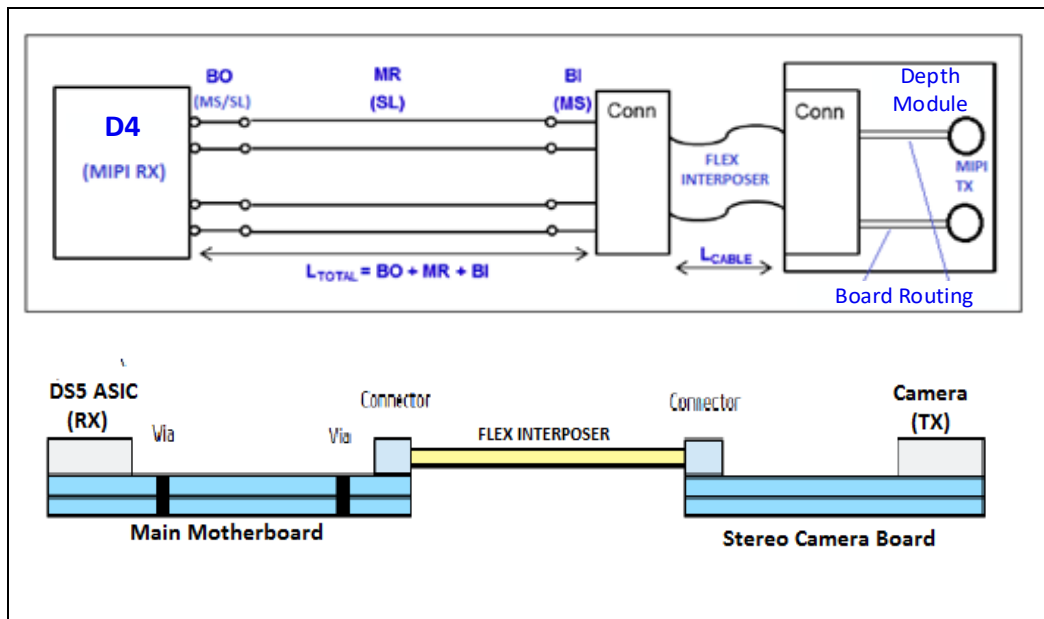 BO
(MS/SL)
MR
(SL)
BI
(MS)
D4
(MIPI RX)
Conn
FLEX
INTERPOSER
Conn
Depth
Module
MIPI
TX
L TOTAL = BO + MR + BI
L CABLE
Board Routing
DS5 ASIC
(RX)
Via
Via
Connector
FLEX INTERPOSER
Connector
Camera
(TX)
Main Motherboard
Stereo Camera Board